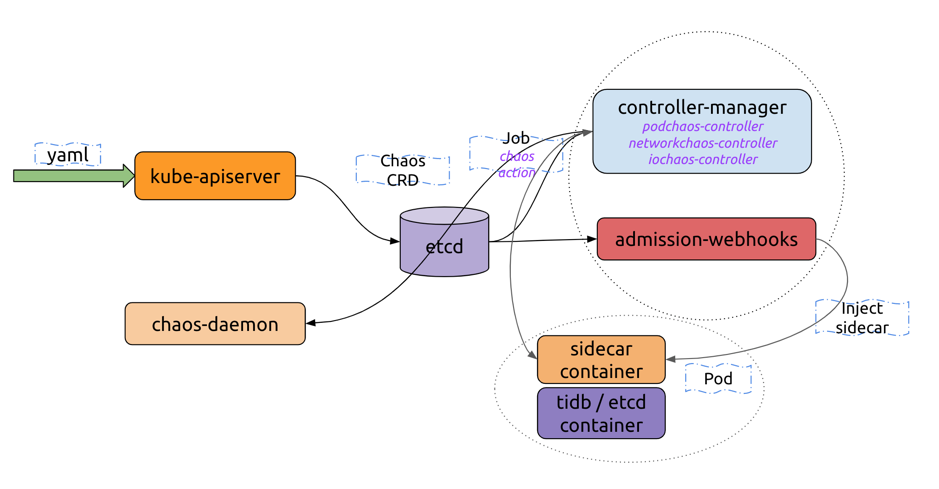 controller-manager
podchaos-controller
networkchaos-controller
iochaos-controller
Job
chaos
action
yaml
Chaos
CRD
kube-apiserver
etcd
admission-webhooks
chaos-daemon
Inject
sidecar
sidecar
container
Pod
tidb / etcd
container